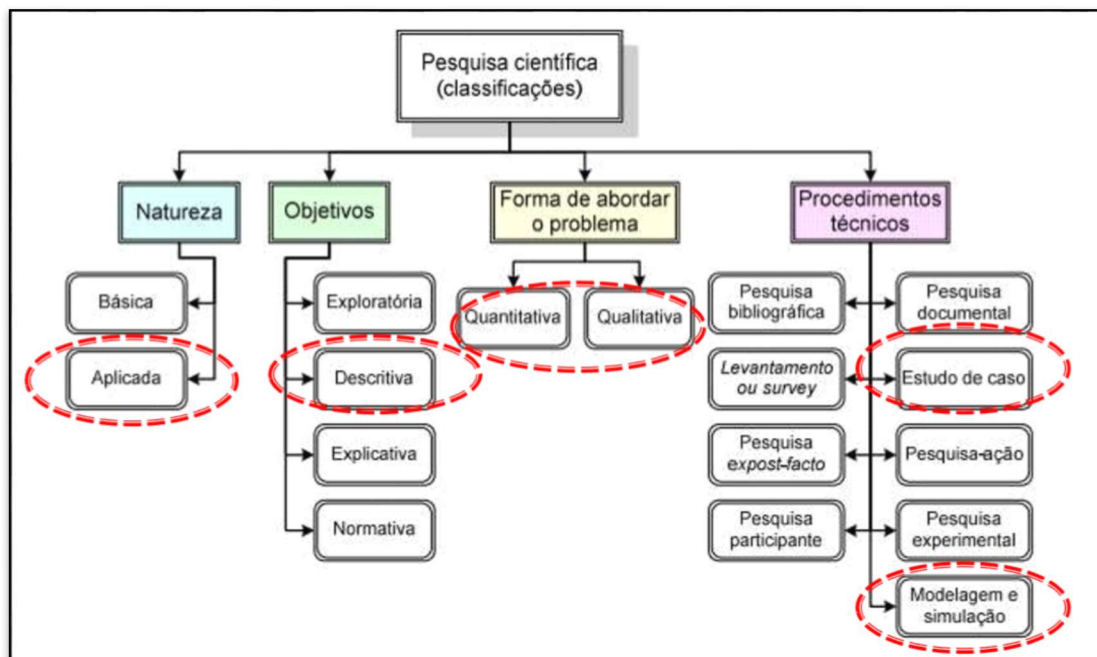 Pesquisa científica
(classificações)
Natureza
Objetivos
Forma de abordar
o problema
Procedimentos
técnicos
Básica
Aplicada
Exploratória
Descritiva
Explicativa
Normativa
Quantitativa
Qualitativa
Pesquisa
bibliográfica
Pesquisa
documental
Levantamento
ou survey
Estudo de caso
Pesquisa
expost-facto
Pesquisa-ação
Pesquisa
participante
Pesquisa
experimental
Modelagem e
simulação